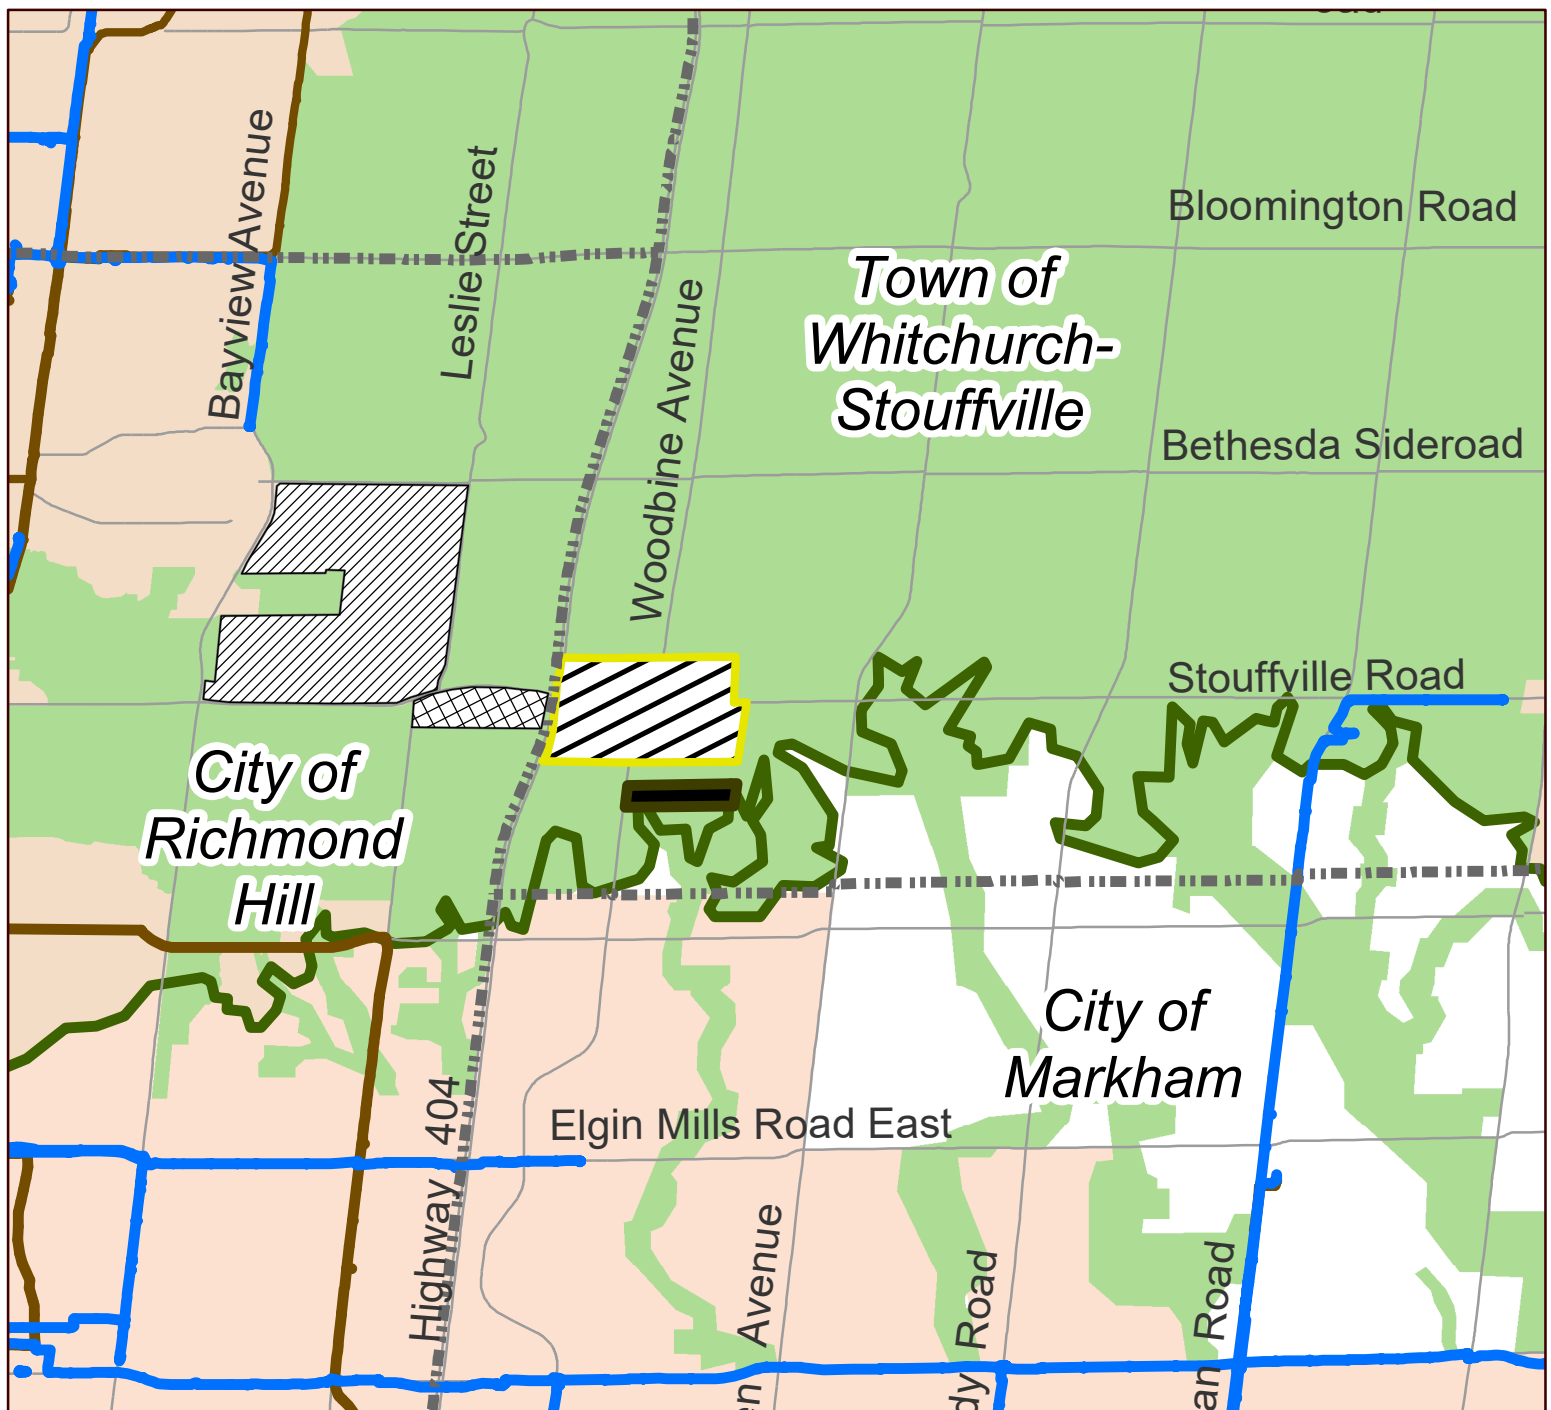 Bayview Avenue
Leslie Street
Woodbine Avenue
Bloomington Road
Town of
Whitchurch-
Stouffville
Bethesda Sideroad
Stouffville Road
City of
Richmond
Hill
City of
Markham
Highway 404
Elgin Mills Road East
Avenue
Road
Road